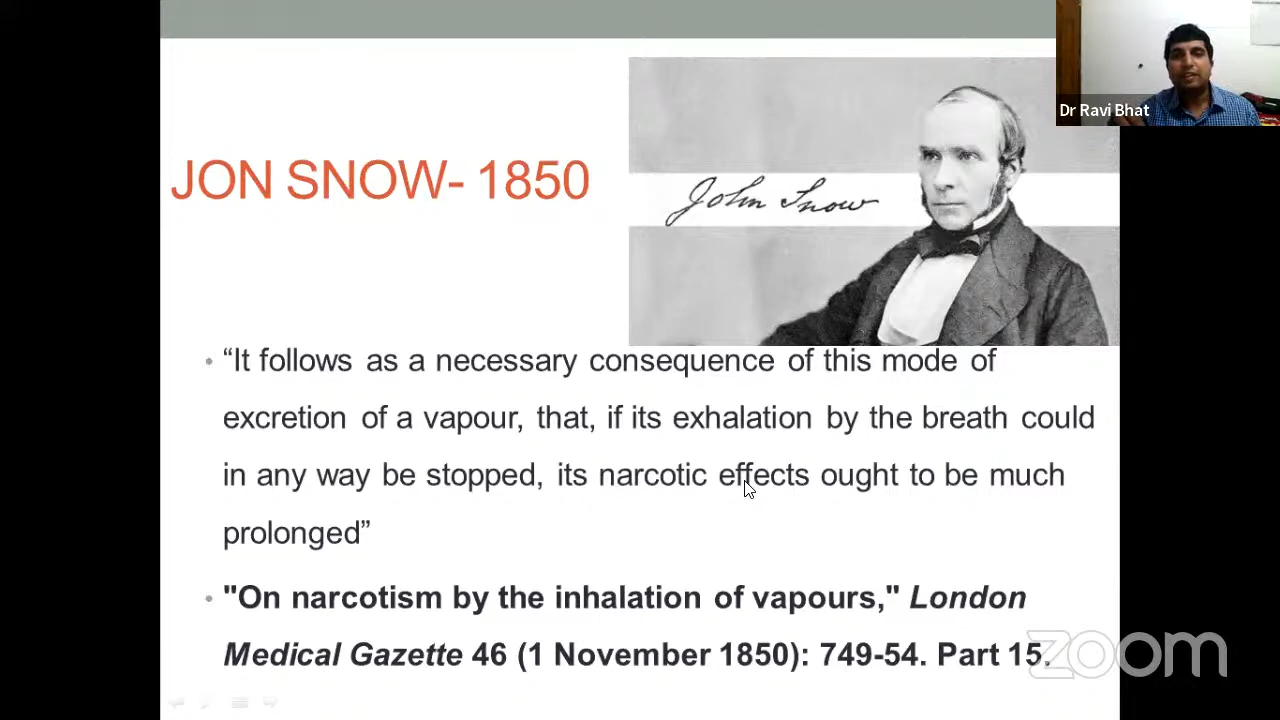 Dr Ravi Bhat
JON SNOW- 1850
John Snow
• “It follows as a necessary consequence of this mode of
excretion of a vapour, that, if its exhalation by the breath could
in any way be stopped, its narcotic effects ought to be much
prolonged”
• "On narcotism by the inhalation of vapours," London
Medical Gazette 46 (1 November 1850): 749-54. Part 15.
zoom